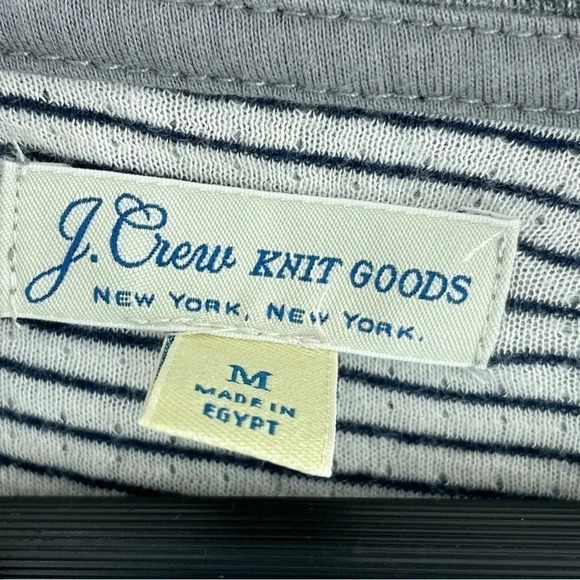 J.Crew KNIT GOODS
NEW YORK, NEW YORK.
M
MADE IN
EGYPT